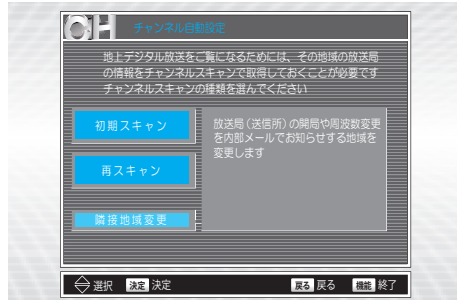 CH チャンネル自動設定
地上デジタル放送をご覧になるためには、その地域の放送局
の情報をチャンネルスキャンで取得しておくことが必要です
チャンネルスキャンの種類を選んでください
初期スキャン
再スキャン
隣接地域変更
放送局（送信所）の開局や周波数変更
を内部メールでお知らせする地域を
変更します
選択 決定 決定 戻る 戻る 機能 終了